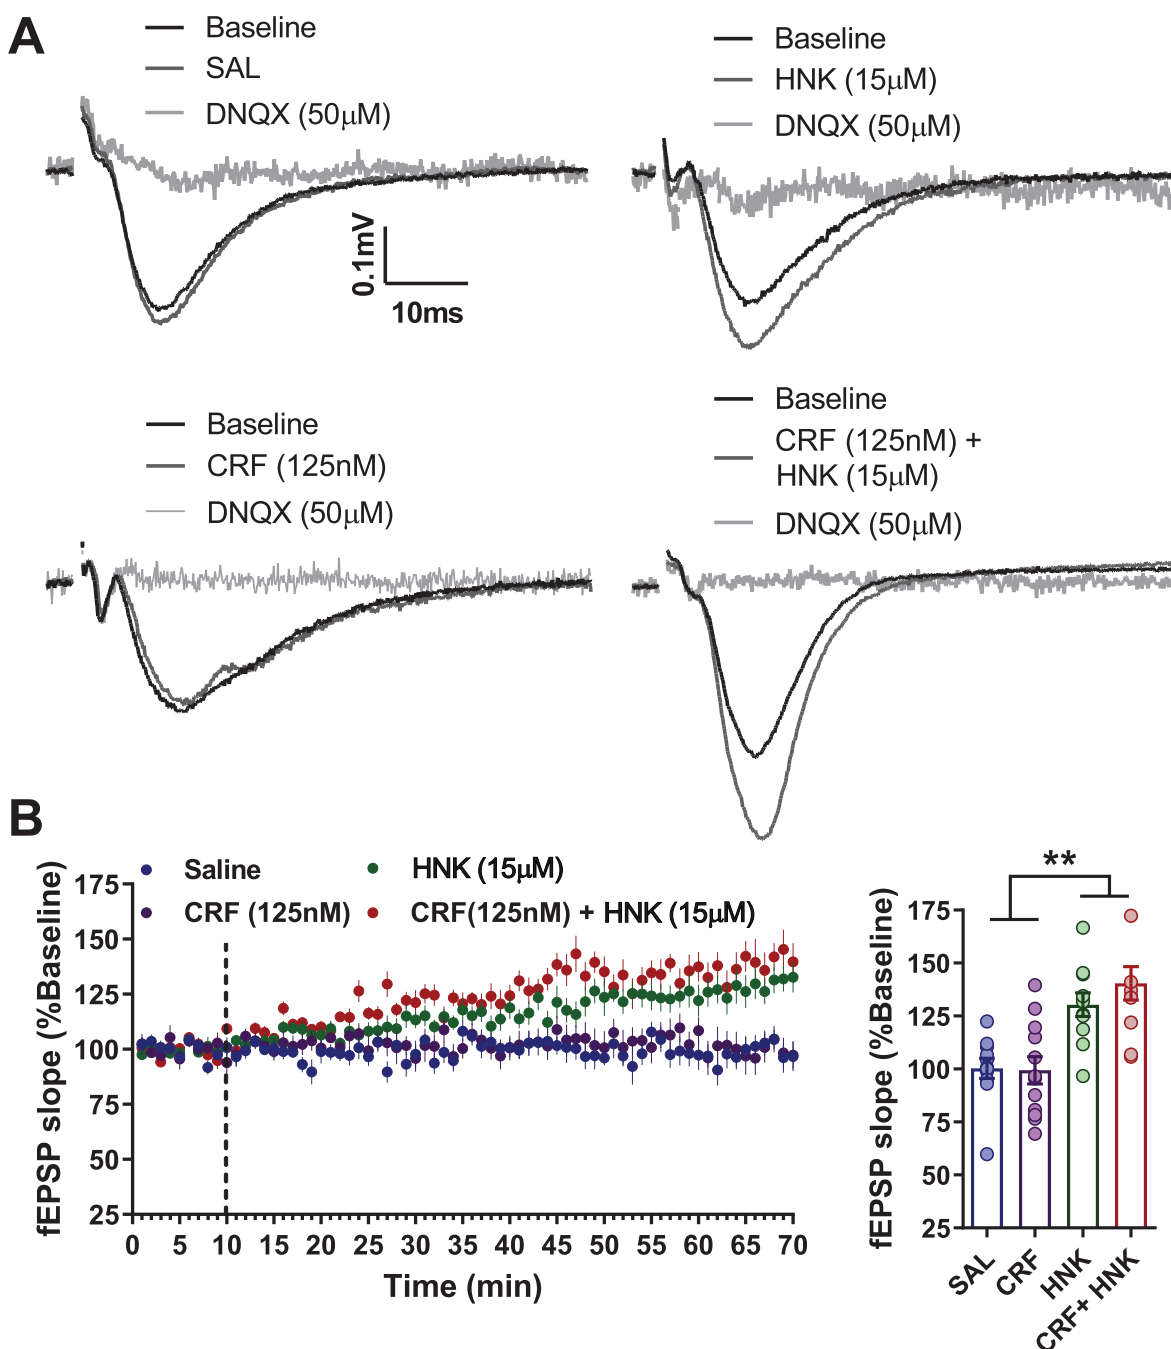 A
Baseline
SAL
DNQX (50μM)
Baseline
HNK (15μM)
DNQX (50μM)
0.1mV
10ms
Baseline
CRF (125nM)
DNQX (50μM)
Baseline
CRF (125nM) +
HNK (15μM)
DNQX (50μM)
B
Saline
HNK (15μM)
CRF (125nM)
CRF(125nM) + HNK (15μM)
fEPSP slope (%Baseline)
175
150
125
100
75
50
25
0 5 10 15 20 25 30 35 40 45 50 55 60 65 70
Time (min)
**
fEPSP slope (%Baseline)
175
150
125
100
75
50
25
SAL
CRF
HNK
CRF+ HNK